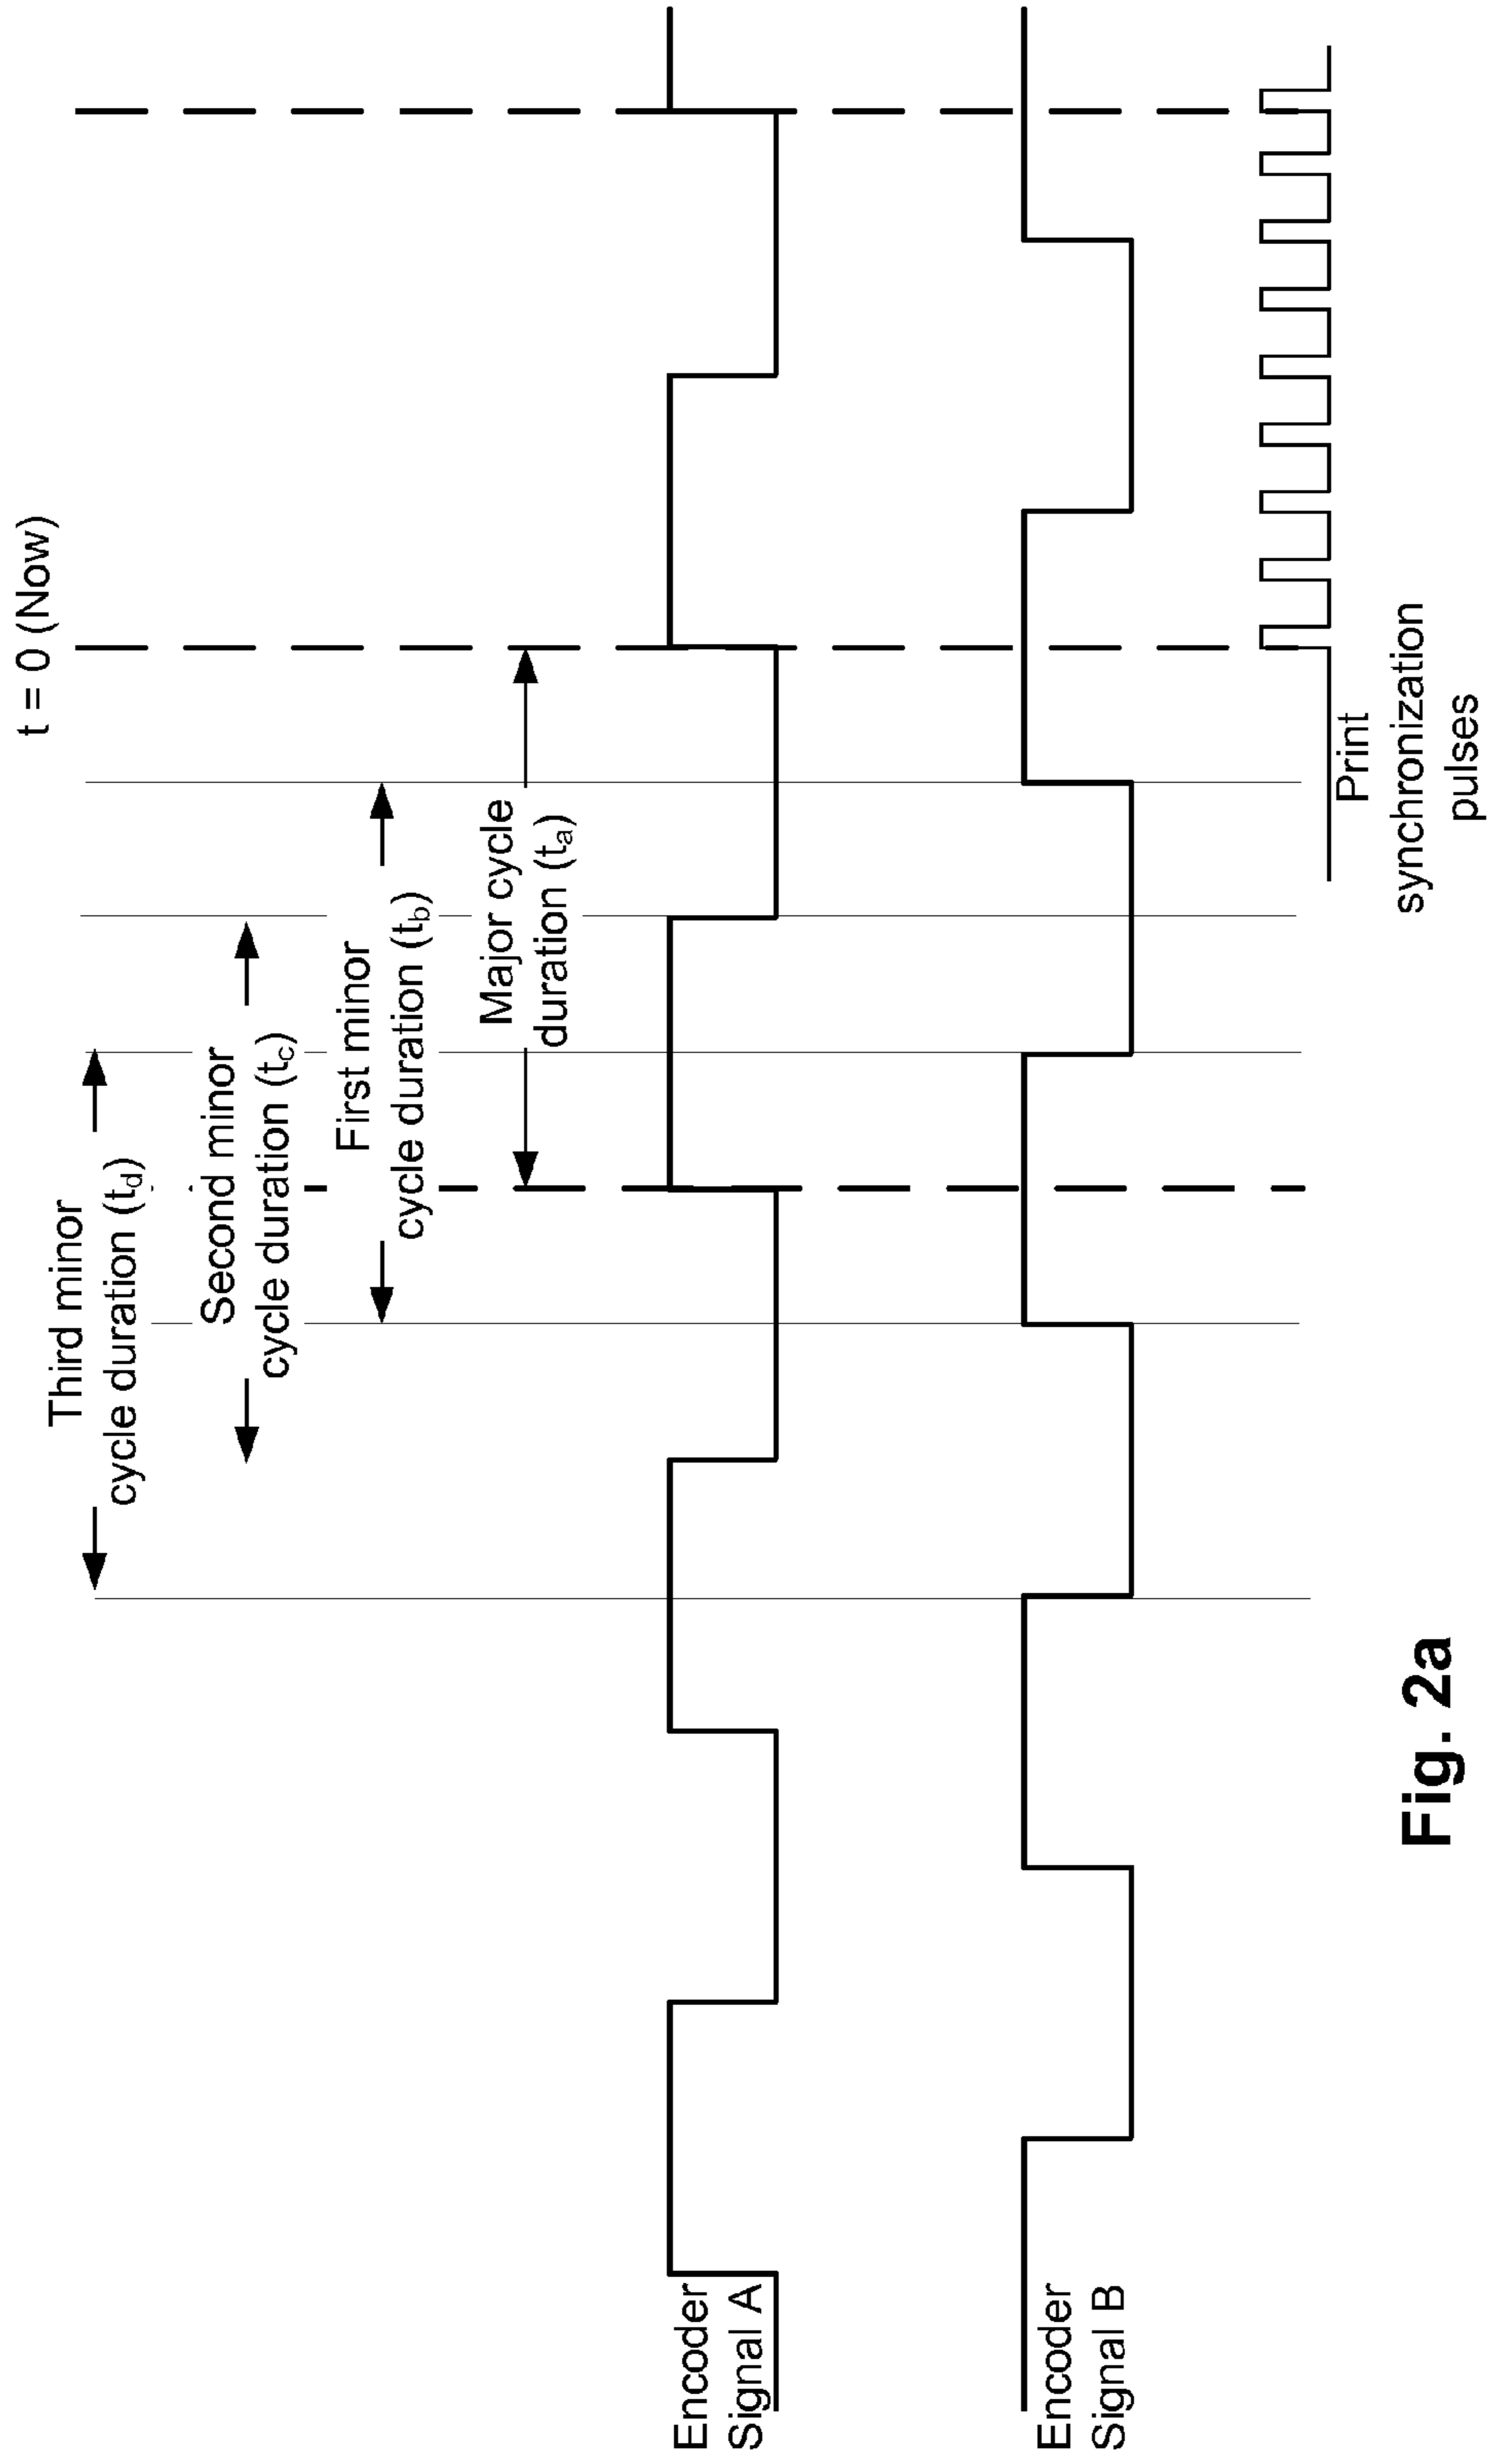 t = 0 (Now)
Third minor
cycle duration (td)
Second minor
cycle duration (tc)
First minor
cycle duration (tb)
Major cycle
duration (ta)
Encoder
Signal A
Encoder
Signal B
Print
synchronization
pulses
Fig. 2a